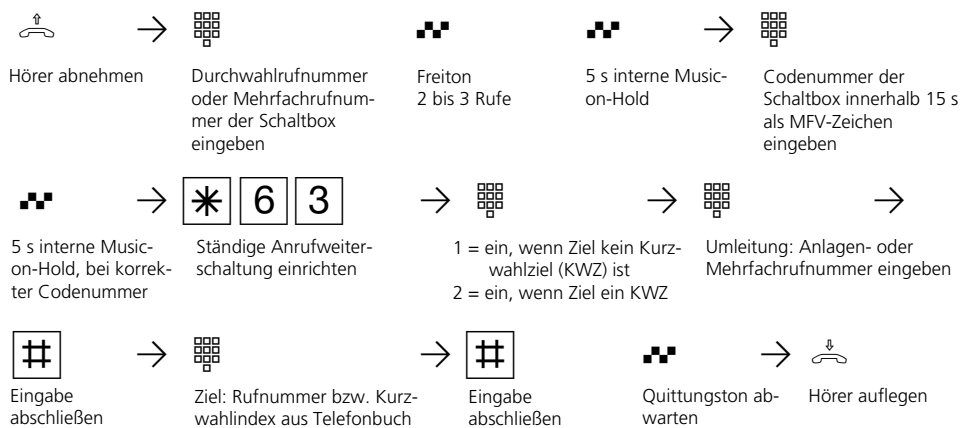 Hörer abnehmen
Durchwahlrufnummer
oder Mehrfachrufnum-
mer der Schaltbox
eingeben
Freiton
2 bis 3 Rufe
5 s interne Music-
on-Hold
Codenummer der
Schaltbox innerhalb 15 s
als MFV-Zeichen
eingeben
* 6 3
5 s interne Music-
on-Hold, bei korrek-
ter Codenummer
Ständige Anrufweiter-
schaltung einrichten
1 = ein, wenn Ziel kein Kurz-
wahlziel (KWZ) ist
2 = ein, wenn Ziel ein KWZ
Umleitung: Anlagen- oder
Mehrfachrufnummer eingeben
#
Eingabe
abschließen
Ziel: Rufnummer bzw. Kurz-
wahlindex aus Telefonbuch
#
Eingabe
abschließen
Quittungston ab-
warten
Hörer auflegen